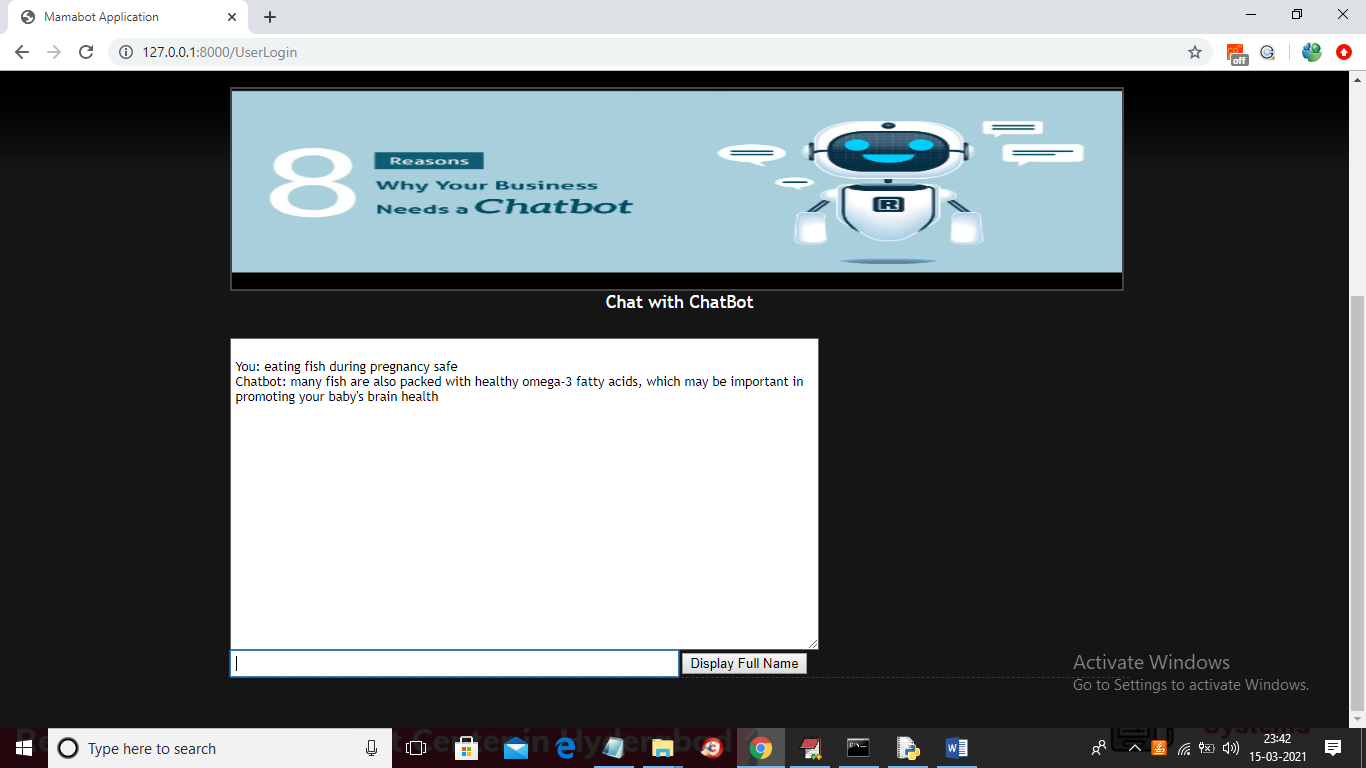 Mamabot Application
127.0.0.1:8000/UserLogin
off
8
Reasons
Why Your Business
Needs a Chatbot
R
Chat with ChatBot
You: eating fish during pregnancy safe
Chatbot: many fish are also packed with healthy omega-3 fatty acids, which may be important in
promoting your baby's brain health
Display Full Name
Activate Windows
Go to Settings to activate Windows.
Type here to search
23:42
15-03-2021